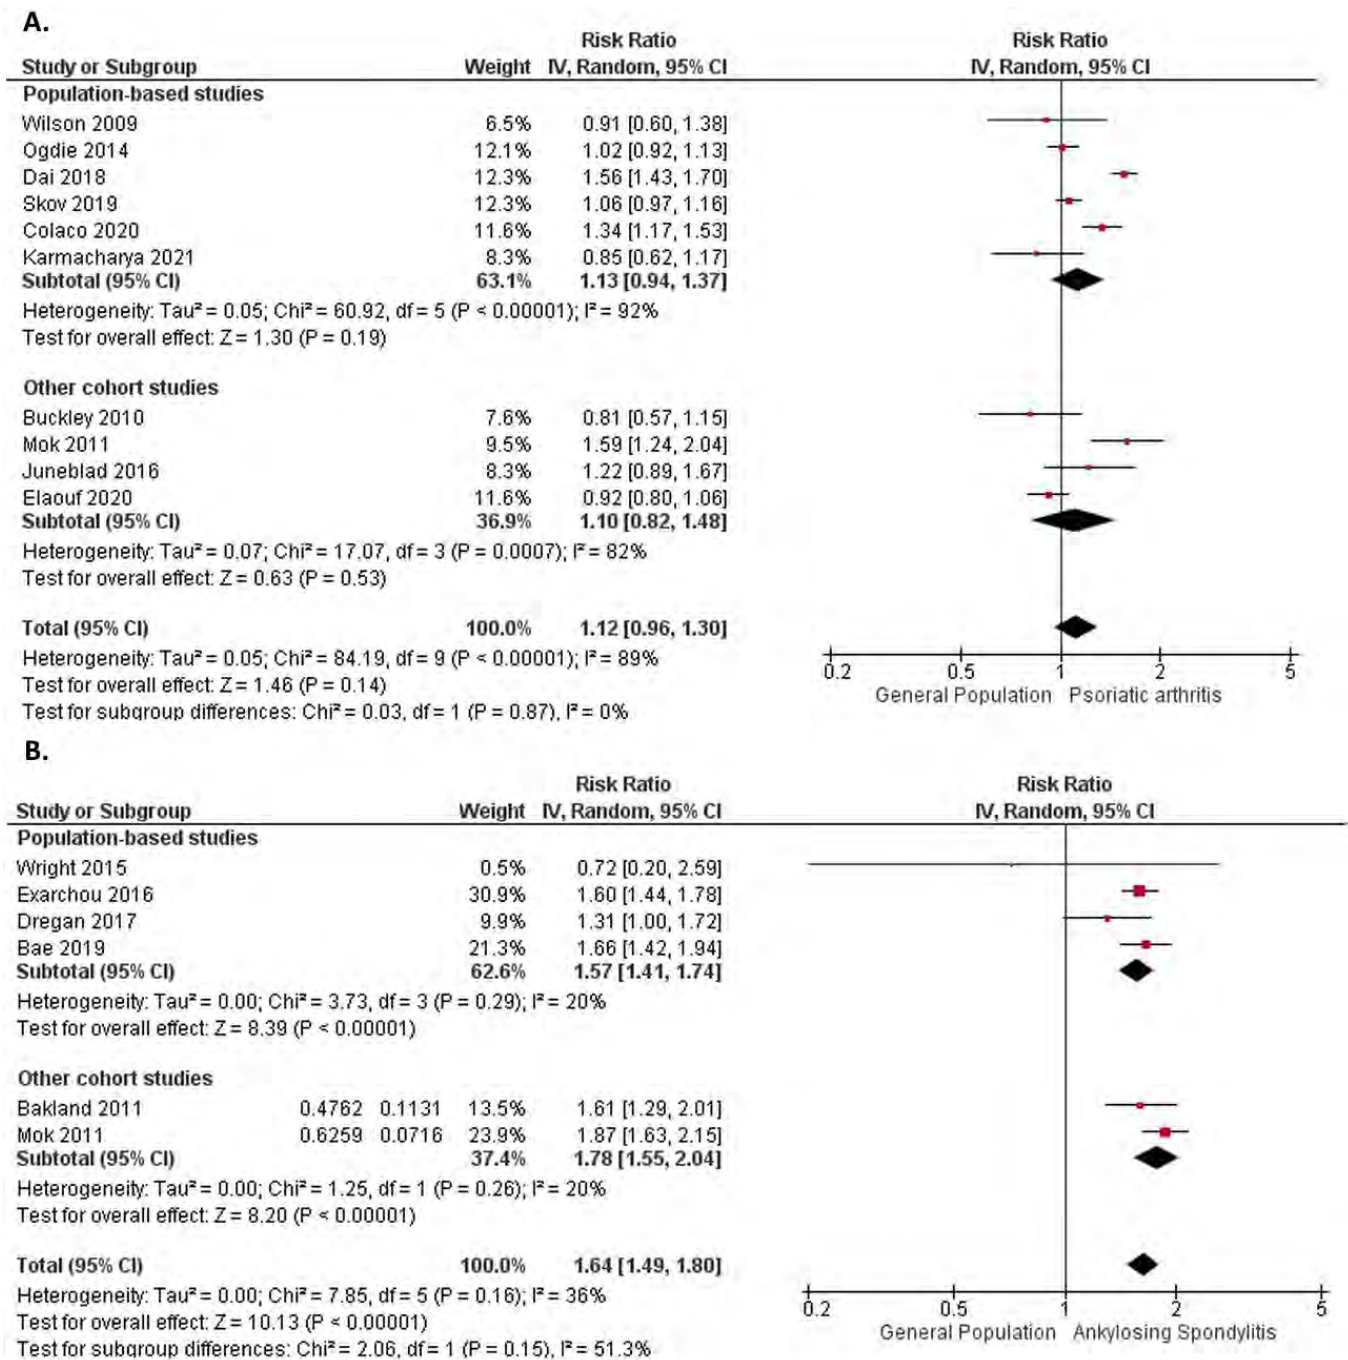 A.
Risk Ratio Risk Ratio
Study or Subgroup Weight IV, Random, 95% CI IV, Random, 95% CI
Population-based studies
Wilson 2009 6.5% 0.91 [0.60, 1.38]
Ogdie 2014 12.1% 1.02 [0.92, 1.13]
Dai 2018 12.3% 1.56 [1.43, 1.70]
Skov 2019 12.3% 1.06 [0.97, 1.16]
Colaco 2020 11.6% 1.34 [1.17, 1.53]
Karmacharya 2021 8.3% 0.85 [0.62, 1.17]
Subtotal (95% CI) 63.1% 1.13 [0.94, 1.37]
Heterogeneity: Tau² = 0.05; Chi² = 60.92, df = 5 (P < 0.00001); I² = 92%
Test for overall effect: Z = 1.30 (P = 0.19)
Other cohort studies
Buckley 2010 7.6% 0.81 [0.57, 1.15]
Mok 2011 9.5% 1.59 [1.24, 2.04]
Juneblad 2016 8.3% 1.22 [0.89, 1.67]
Elaouf 2020 11.6% 0.92 [0.80, 1.06]
Subtotal (95% CI) 36.9% 1.10 [0.82, 1.48]
Heterogeneity: Tau² = 0.07; Chi² = 17.07, df = 3 (P = 0.0007); I² = 82%
Test for overall effect: Z = 0.63 (P = 0.53)
Total (95% CI) 100.0% 1.12 [0.96, 1.30]
Heterogeneity: Tau² = 0.05; Chi² = 84.19, df = 9 (P < 0.00001); I² = 89%
Test for overall effect: Z = 1.46 (P = 0.14)
Test for subgroup differences: Chi² = 0.03, df = 1 (P = 0.87), I² = 0%
0.2 0.5 1 2 5
General Population Psoriatic arthritis
B.
Risk Ratio Risk Ratio
Study or Subgroup Weight IV, Random, 95% CI IV, Random, 95% CI
Population-based studies
Wright 2015 0.5% 0.72 [0.20, 2.59]
Exarchou 2016 30.9% 1.60 [1.44, 1.78]
Dregan 2017 9.9% 1.31 [1.00, 1.72]
Bae 2019 21.3% 1.66 [1.42, 1.94]
Subtotal (95% CI) 62.6% 1.57 [1.41, 1.74]
Heterogeneity: Tau² = 0.00; Chi² = 3.73, df = 3 (P = 0.29); I² = 20%
Test for overall effect: Z = 8.39 (P < 0.00001)
Other cohort studies
Bakland 2011 0.4762 0.1131 13.5% 1.61 [1.29, 2.01]
Mok 2011 0.6259 0.0716 23.9% 1.87 [1.63, 2.15]
Subtotal (95% CI) 37.4% 1.78 [1.55, 2.04]
Heterogeneity: Tau² = 0.00; Chi² = 1.25, df = 1 (P = 0.26); I² = 20%
Test for overall effect: Z = 8.20 (P < 0.00001)
Total (95% CI) 100.0% 1.64 [1.49, 1.80]
Heterogeneity: Tau² = 0.00; Chi² = 7.85, df = 5 (P = 0.16); I² = 36%
Test for overall effect: Z = 10.13 (P < 0.00001)
Test for subgroup differences: Chi² = 2.06, df = 1 (P = 0.15), I² = 51.3%
0.2 0.5 1 2 5
General Population Ankylosing Spondylitis